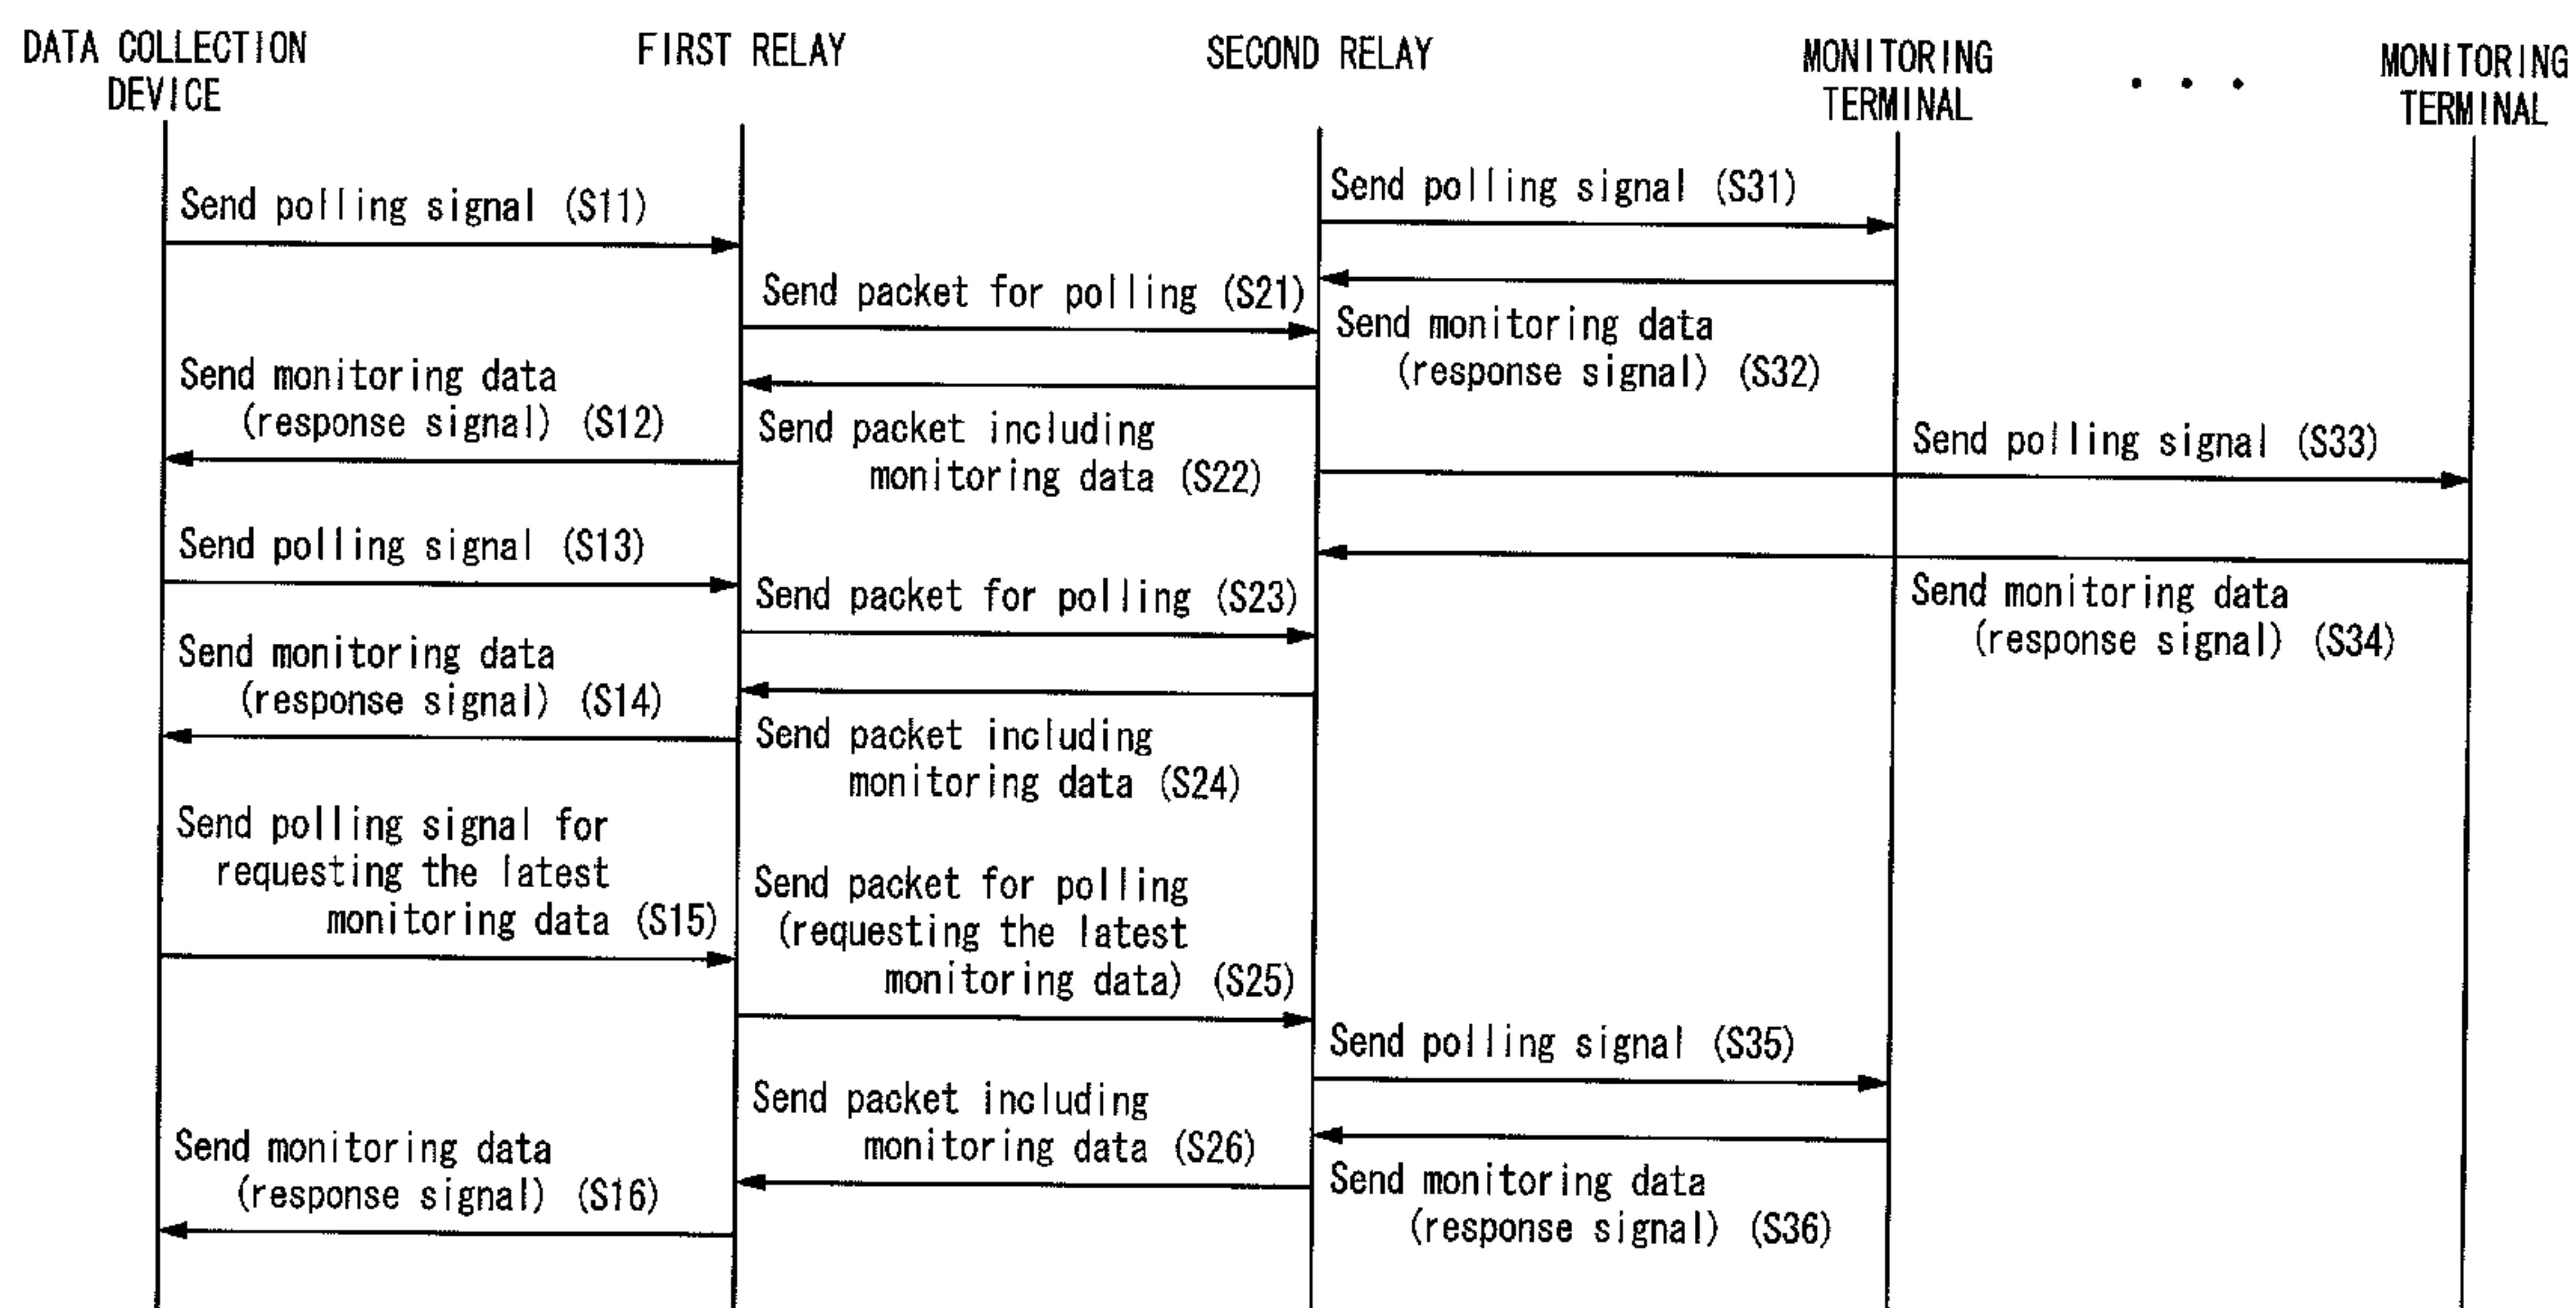 DATA COLLECTION
DEVICE
FIRST RELAY
SECOND RELAY
MONITORING
TERMINAL
. . .
MONITORING
TERMINAL
Send polling signal (S11)
Send polling signal (S31)
Send packet for polling (S21)
Send monitoring data
(response signal) (S32)
Send monitoring data
(response signal) (S12)
Send packet including
monitoring data (S22)
Send polling signal (S33)
Send polling signal (S13)
Send packet for polling (S23)
Send monitoring data
(response signal) (S34)
Send monitoring data
(response signal) (S14)
Send packet including
monitoring data (S24)
Send polling signal for
requesting the latest
monitoring data (S15)
Send packet for polling
(requesting the latest
monitoring data) (S25)
Send polling signal (S35)
Send packet including
monitoring data (S26)
Send monitoring data
(response signal) (S16)
Send monitoring data
(response signal) (S36)